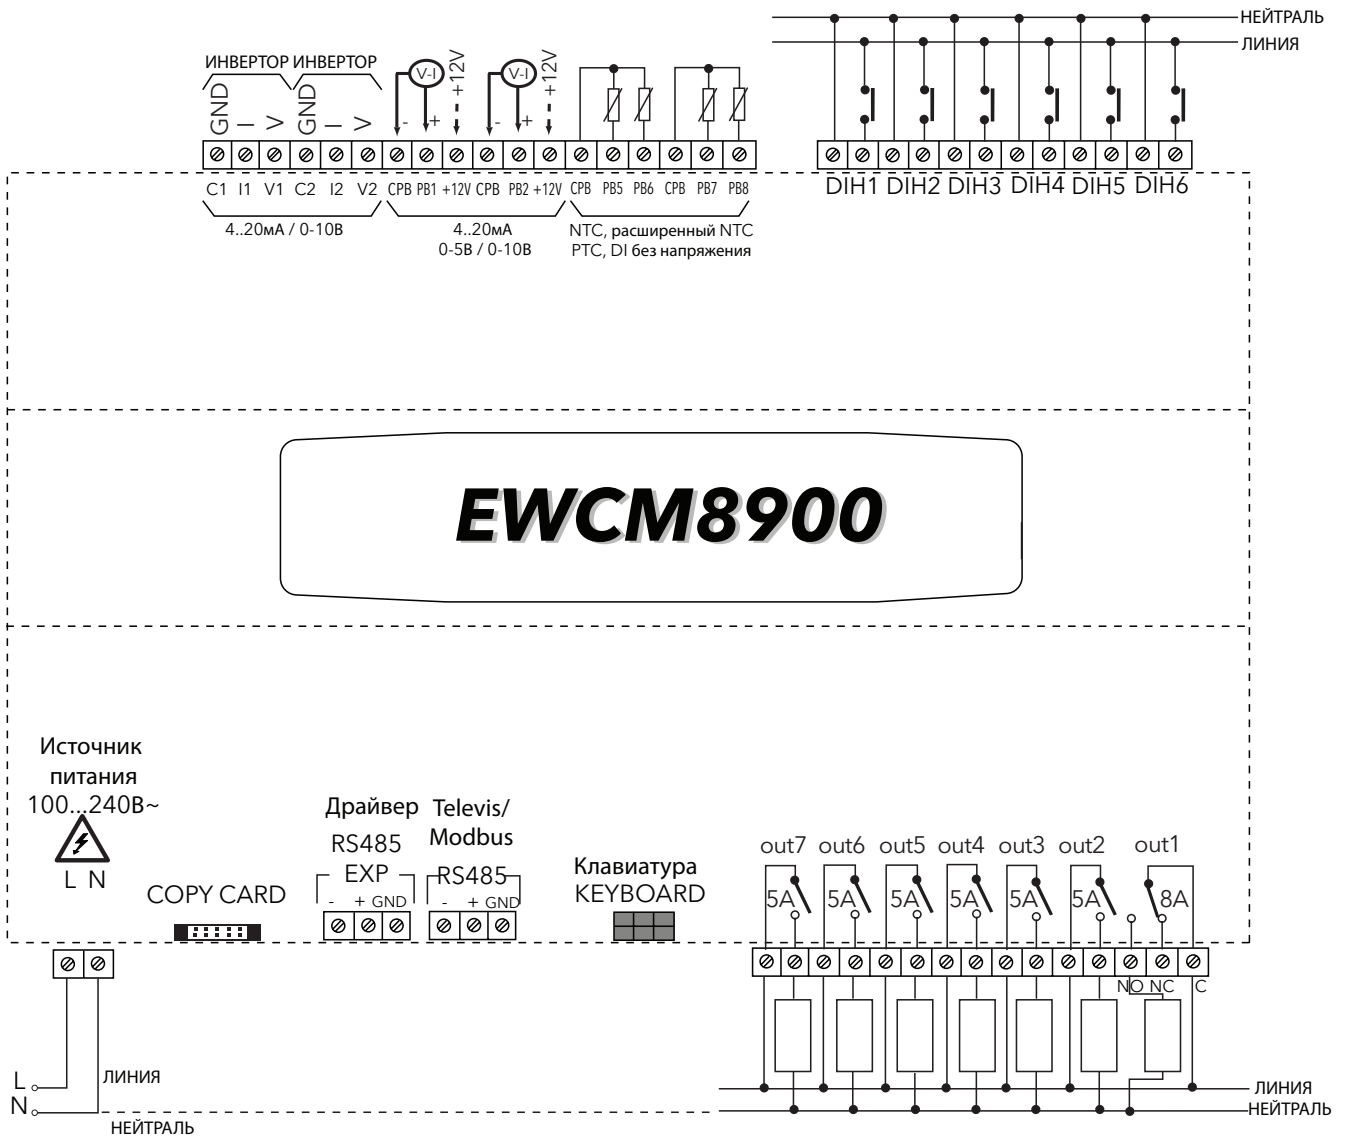 НЕЙТРАЛЬ
ЛИНИЯ
ИНВЕРТОР ИНВЕРТОР
GND I V GND I V - V-I + +12V - V-I + +12V
C1 I1 V1 C2 I2 V2 CPB PB1 +12V CPB PB2 +12V CPB PB5 PB6 CPB PB7 PB8
DIH1 DIH2 DIH3 DIH4 DIH5 DIH6
4..20мА / 0-10В
4..20мА
0-5В / 0-10В
NTC, расширенный NTC
PTC, DI без напряжения
EWCM8900
Источник
питания
100...240В~
L N
COPY CARD
Драйвер
RS485
EXP
- + GND
Televis/
Modbus
RS485
- + GND
Клавиатура
KEYBOARD
out7 out6 out5 out4 out3 out2 out1
5A 5A 5A 5A 5A 5A 8A
NO NC C
L
N
ЛИНИЯ
НЕЙТРАЛЬ
ЛИНИЯ
НЕЙТРАЛЬ